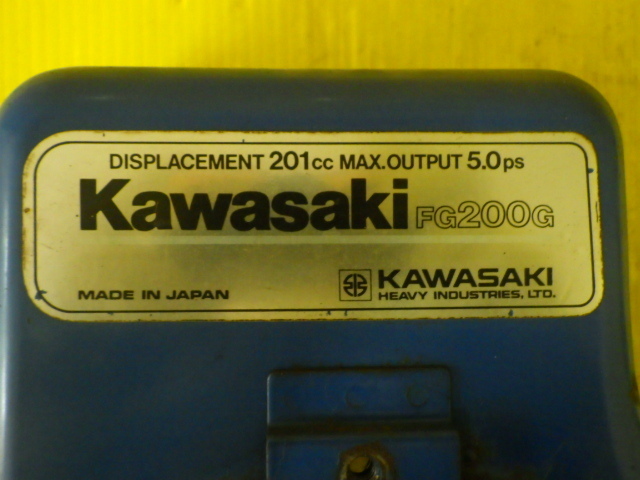 DISPLACEMENT 201cc MAX.OUTPUT 5.0ps
Kawasaki FG200G
MADE IN JAPAN
KAWASAKI
HEAVY INDUSTRIES, LTD.